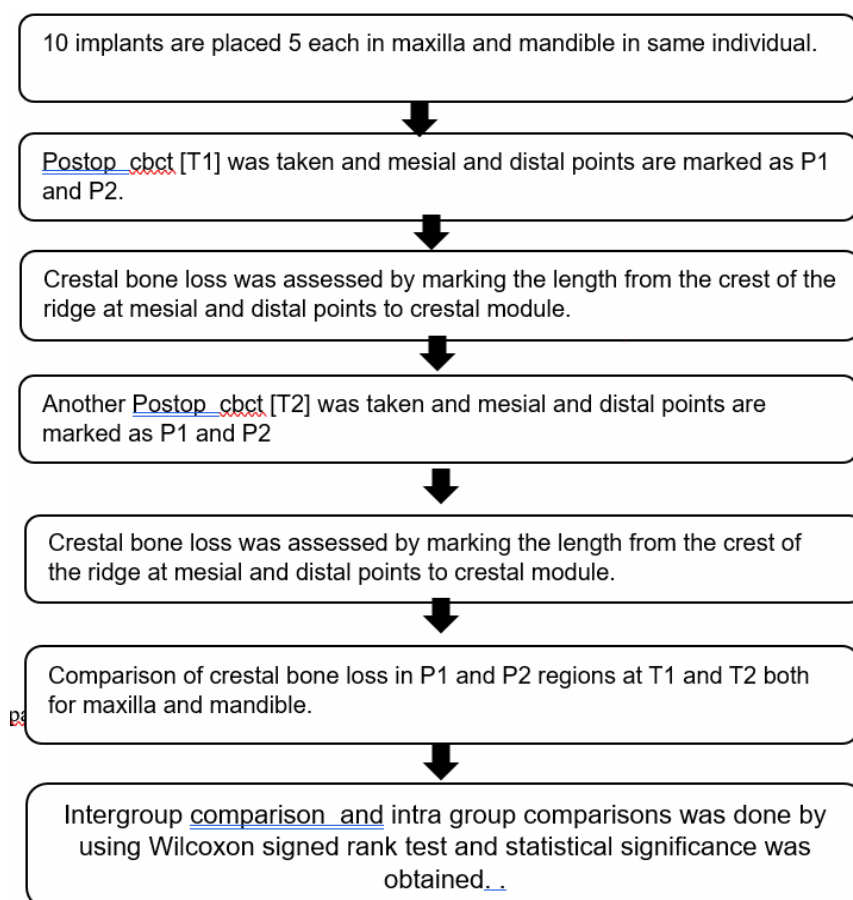 10 implants are placed 5 each in maxilla and mandible in same individual.
Postop cbct [T1] was taken and mesial and distal points are marked as P1
and P2.
Crestal bone loss was assessed by marking the length from the crest of the
ridge at mesial and distal points to crestal module.
Another Postop cbct [T2] was taken and mesial and distal points are
marked as P1 and P2
Crestal bone loss was assessed by marking the length from the crest of
the ridge at mesial and distal points to crestal module.
Comparison of crestal bone loss in P1 and P2 regions at T1 and T2 both
for maxilla and mandible.
Intergroup comparison and intra group comparisons was done by
using Wilcoxon signed rank test and statistical significance was
obtained. .